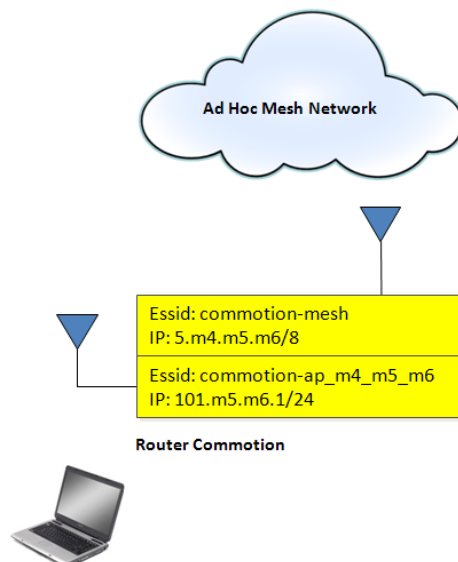 Ad Hoc Mesh Network
Essid: commotion-mesh
IP: 5.m4.m5.m6/8
Essid: commotion-ap_m4_m5_m6
IP: 101.m5.m6.1/24
Router Commotion